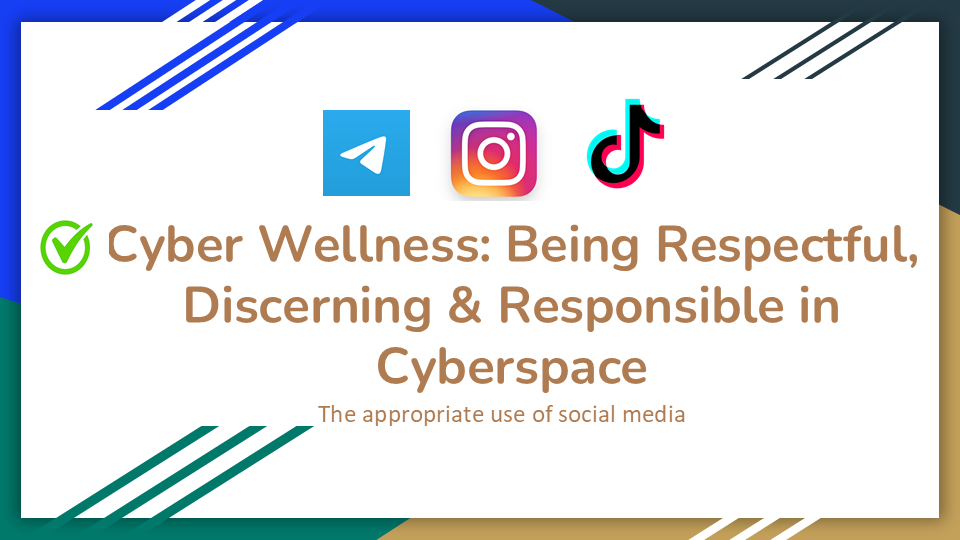 Cyber Wellness: Being Respectful,
Discerning & Responsible in
Cyberspace
The appropriate use of social media